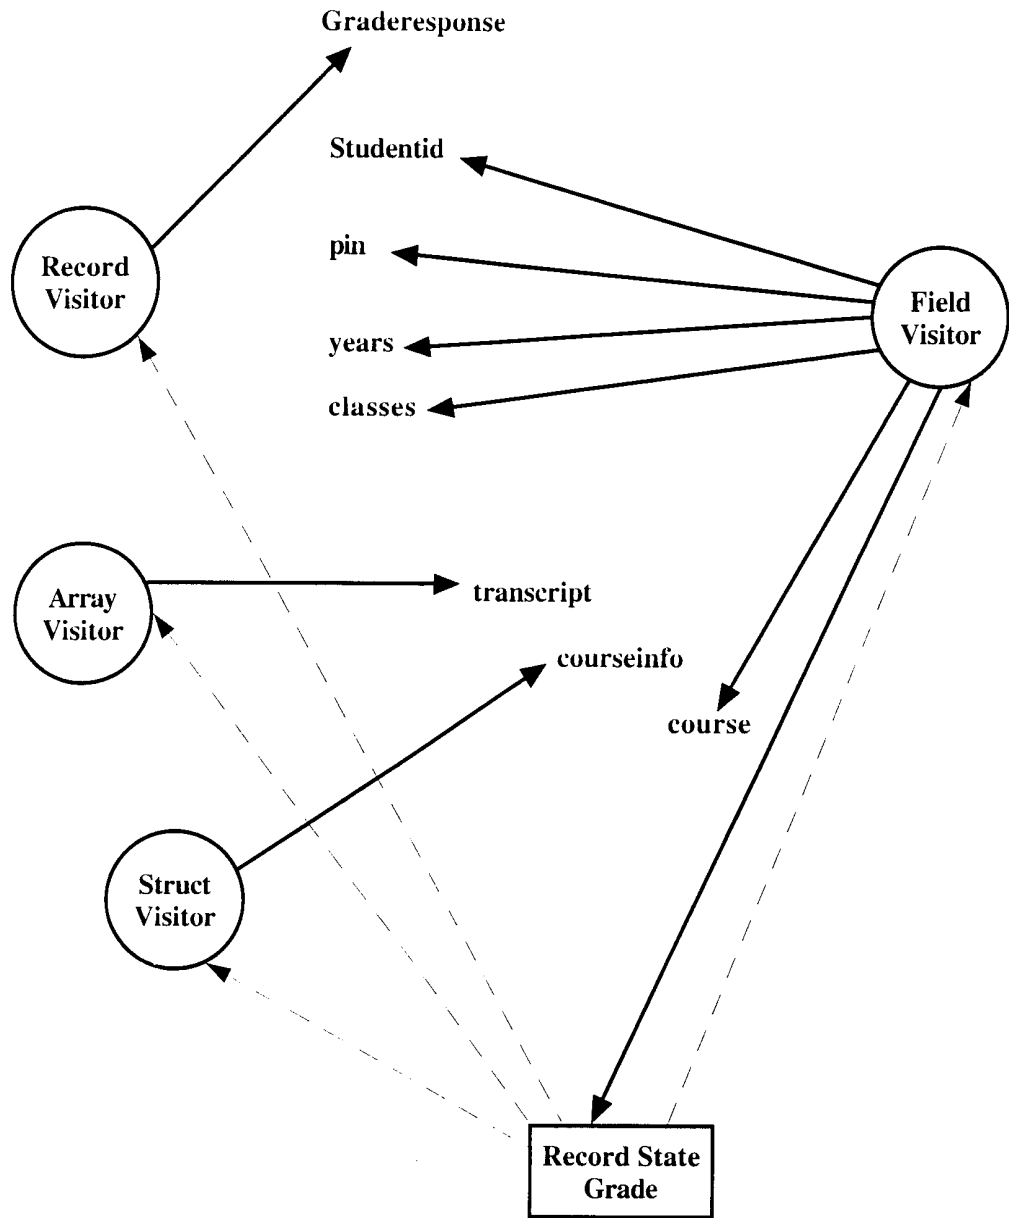 Graderesponse
Studentid
pin
years
classes
Record
Visitor
Field
Visitor
Array
Visitor
transcript
courseinfo
course
Struct
Visitor
Record State
Grade